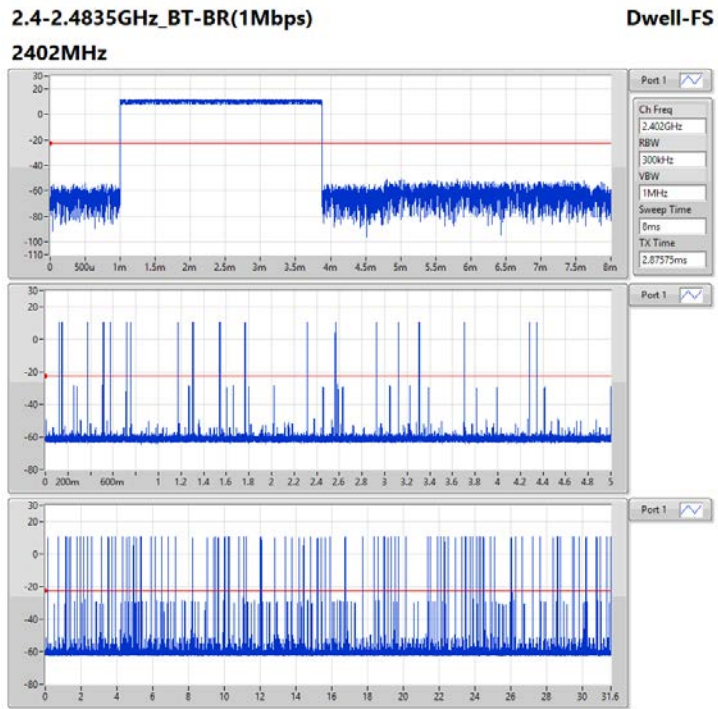 2.4-2.4835GHz_BT-BR(1Mbps)
Dwell-FS
2402MHz
30
20
0
-20
-40
-60
-80
-100
-110
0 500u 1m 1.5m 2m 2.5m 3m 3.5m 4m 4.5m 5m 5.5m 6m 6.5m 7m 7.5m 8m
Port 1
Ch Freq
2.402GHz
RBW
300kHz
VBW
1MHz
Sweep Time
8ms
TX Time
2.87575ms
30
20
0
-20
-40
-60
-80
0 200m 600m 1 1.2 1.4 1.6 1.8 2 2.2 2.4 2.6 2.8 3 3.2 3.4 3.6 3.8 4 4.2 4.4 4.6 4.8 5
Port 1
30
20
0
-20
-40
-60
-80
0 2 4 6 8 10 12 14 16 18 20 22 24 26 28 30 31.6
Port 1